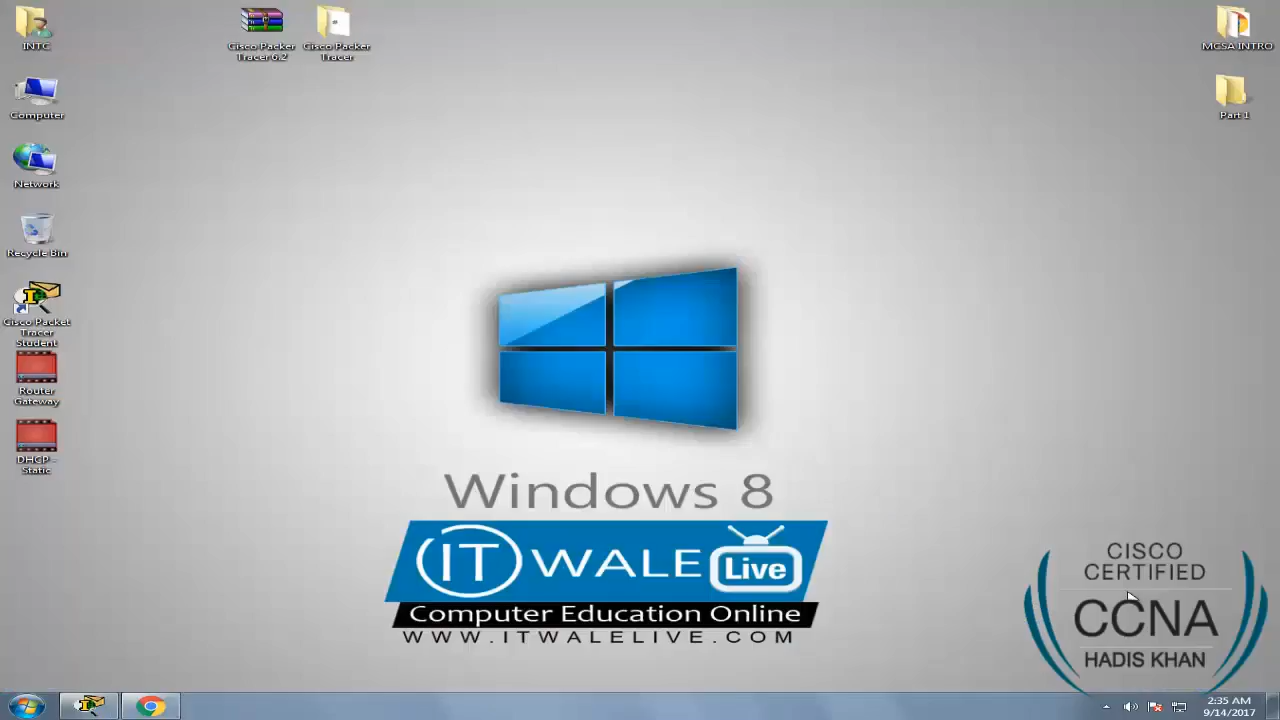 INTC
Cisco Packer
Tracer 6.2
Cisco Packer
Tracer
MCSA INTRO
Computer
Part 1
Network
Recycle Bin
Cisco Packet
Tracer
Student
Router
Gateway
DHCP -
Static
Windows 8
IT WALE Live
Computer Education Online
WWW.ITWALELIVE.COM
CISCO
CERTIFIED
CCNA
HADIS KHAN
2:35 AM
9/14/2017